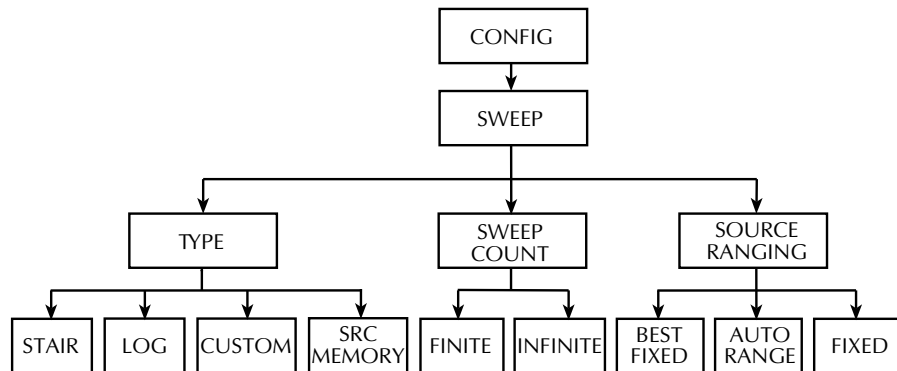 CONFIG
SWEEP
TYPE
SWEEP
COUNT
SOURCE
RANGING
STAIR
LOG
CUSTOM
SRC
MEMORY
FINITE
INFINITE
BEST
FIXED
AUTO
RANGE
FIXED